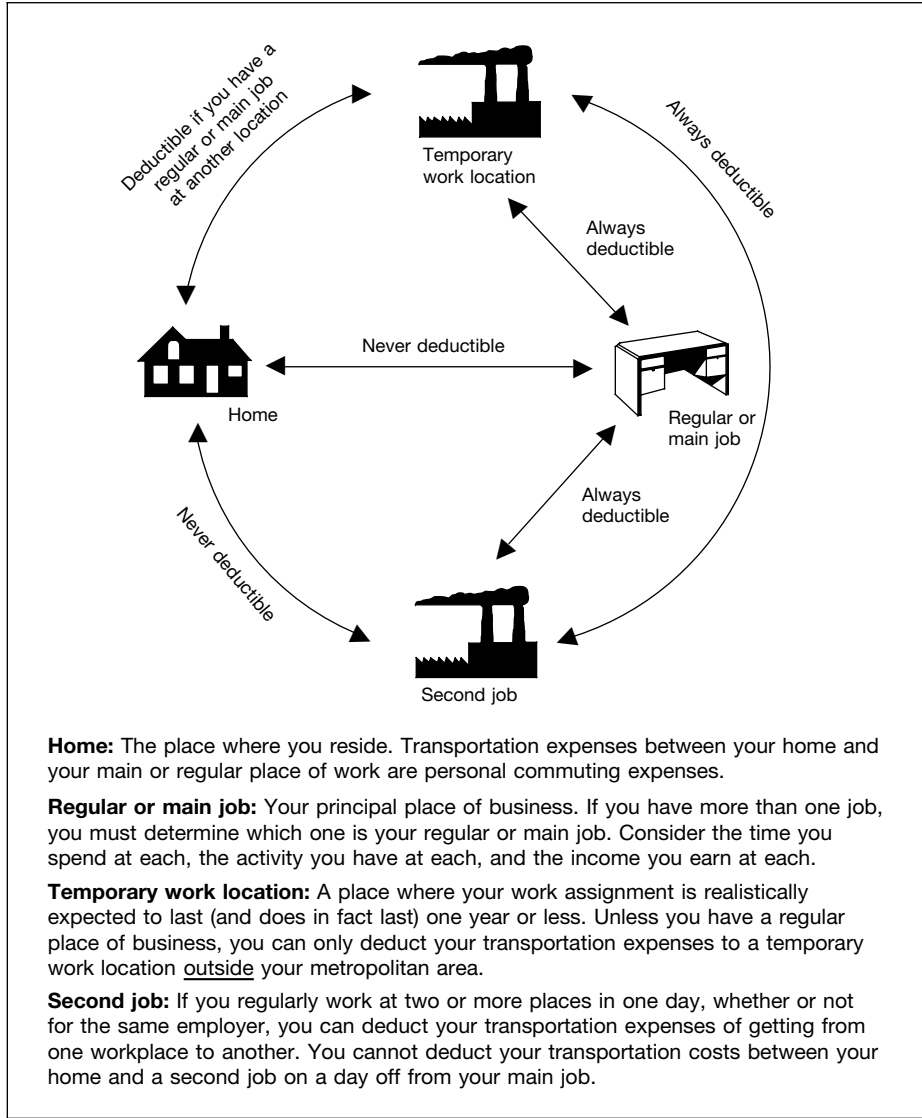 Deductible if you have a
regular or main job
at another location
Temporary
work location
Always deductible
Always
deductible
Never deductible
Home
Regular or
main job
Always
deductible
Never deductible
Second job
Home: The place where you reside. Transportation expenses between your home and
your main or regular place of work are personal commuting expenses.
Regular or main job: Your principal place of business. If you have more than one job,
you must determine which one is your regular or main job. Consider the time you
spend at each, the activity you have at each, and the income you earn at each.
Temporary work location: A place where your work assignment is realistically
expected to last (and does in fact last) one year or less. Unless you have a regular
place of business, you can only deduct your transportation expenses to a temporary
work location outside your metropolitan area.
Second job: If you regularly work at two or more places in one day, whether or not
for the same employer, you can deduct your transportation expenses of getting from
one workplace to another. You cannot deduct your transportation costs between your
home and a second job on a day off from your main job.